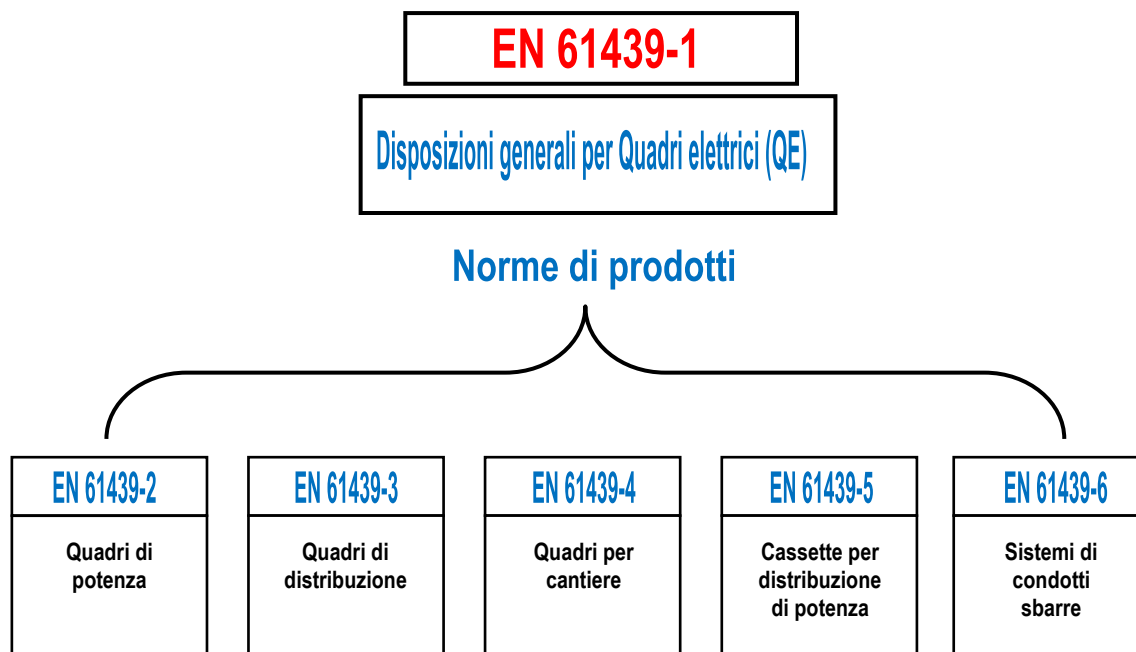 EN 61439-1
Disposizioni generali per Quadri elettrici (QE)
Norme di prodotti
EN 61439-2
Quadri di
potenza
EN 61439-3
Quadri di
distribuzione
EN 61439-4
Quadri per
cantiere
EN 61439-5
Cassette per
distribuzione
di potenza
EN 61439-6
Sistemi di
condotti
sbarre